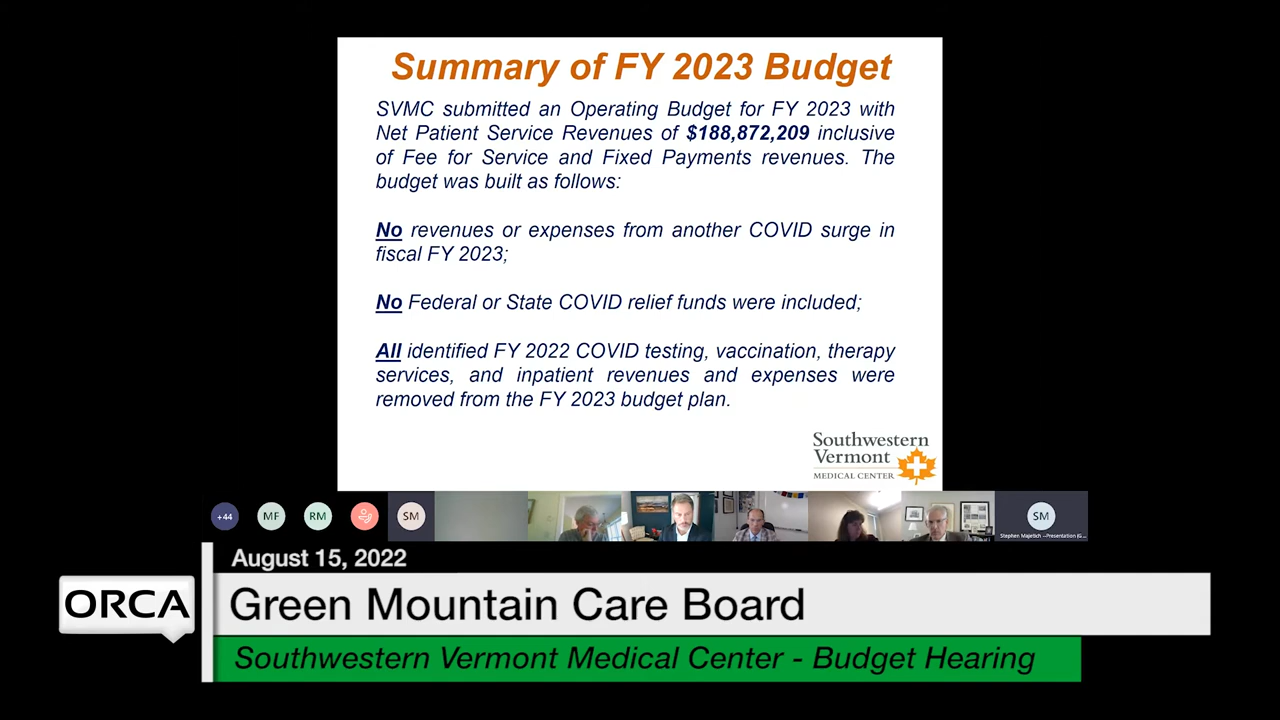 Summary of FY 2023 Budget
SVMC submitted an Operating Budget for FY 2023 with
Net Patient Service Revenues of $188,872,209 inclusive
of Fee for Service and Fixed Payments revenues. The
budget was built as follows:
No revenues or expenses from another COVID surge in
fiscal FY 2023;
No Federal or State COVID relief funds were included;
All identified FY 2022 COVID testing, vaccination, therapy
services, and inpatient revenues and expenses were
removed from the FY 2023 budget plan.
Southwestern
Vermont
MEDICAL CENTER
+44
MF
RM
SM
SM
Stephen Majetich --Presentation (G...
August 15, 2022
ORCA
Green Mountain Care Board
Southwestern Vermont Medical Center - Budget Hearing